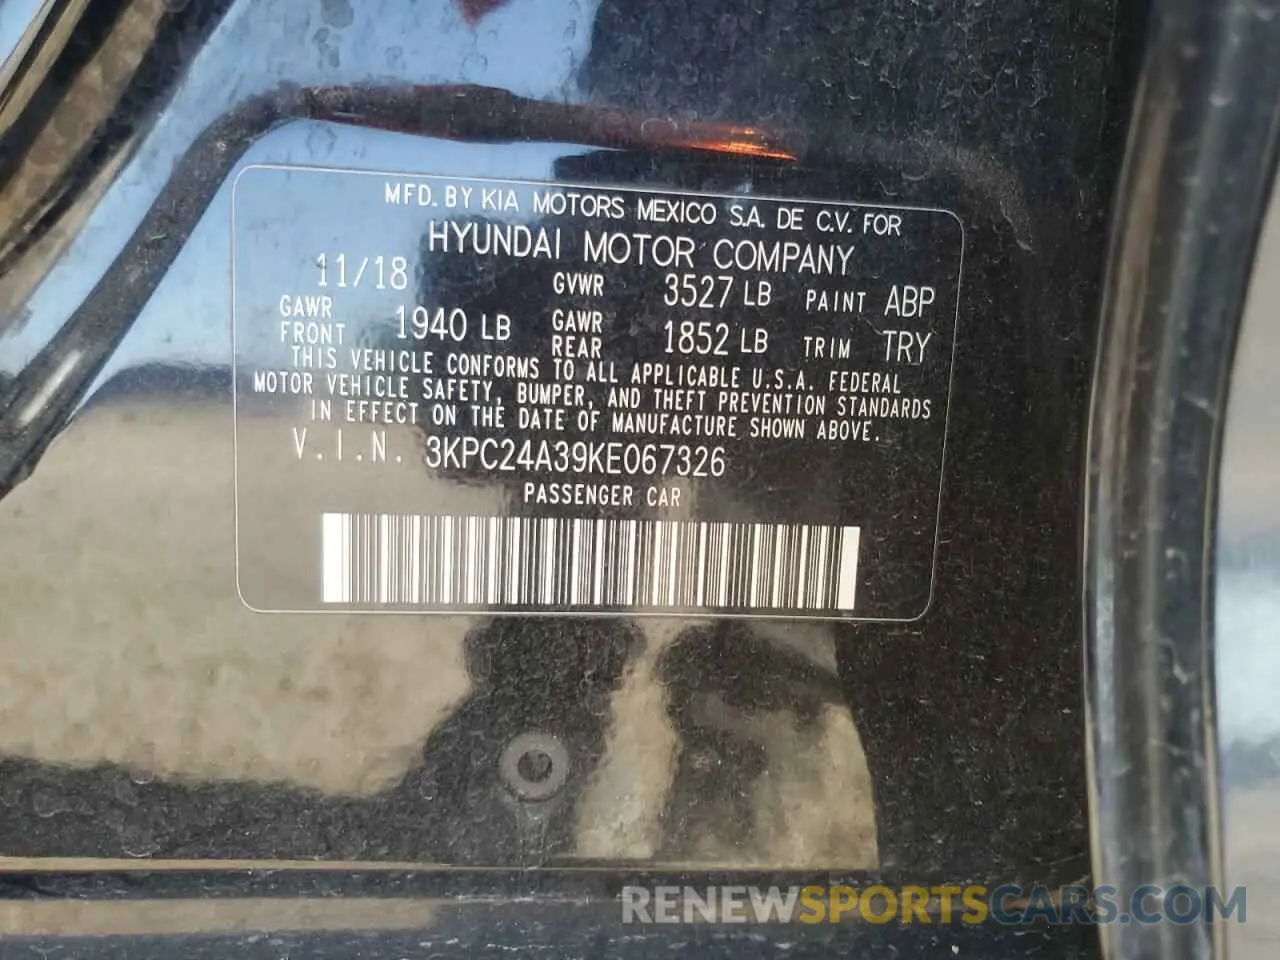 MFD. BY KIA MOTORS MEXICO S.A. DE C.V. FOR
HYUNDAI MOTOR COMPANY
11/18 GVWR 3527 LB PAINT ABP
GAWR FRONT 1940 LB GAWR REAR 1852 LB TRIM TRY
THIS VEHICLE CONFORMS TO ALL APPLICABLE U.S.A. FEDERAL
MOTOR VEHICLE SAFETY, BUMPER, AND THEFT PREVENTION STANDARDS
IN EFFECT ON THE DATE OF MANUFACTURE SHOWN ABOVE.
V.I.N. 3KPC24A39KE067326
PASSENGER CAR
RENEWSPORTSCARS.COM